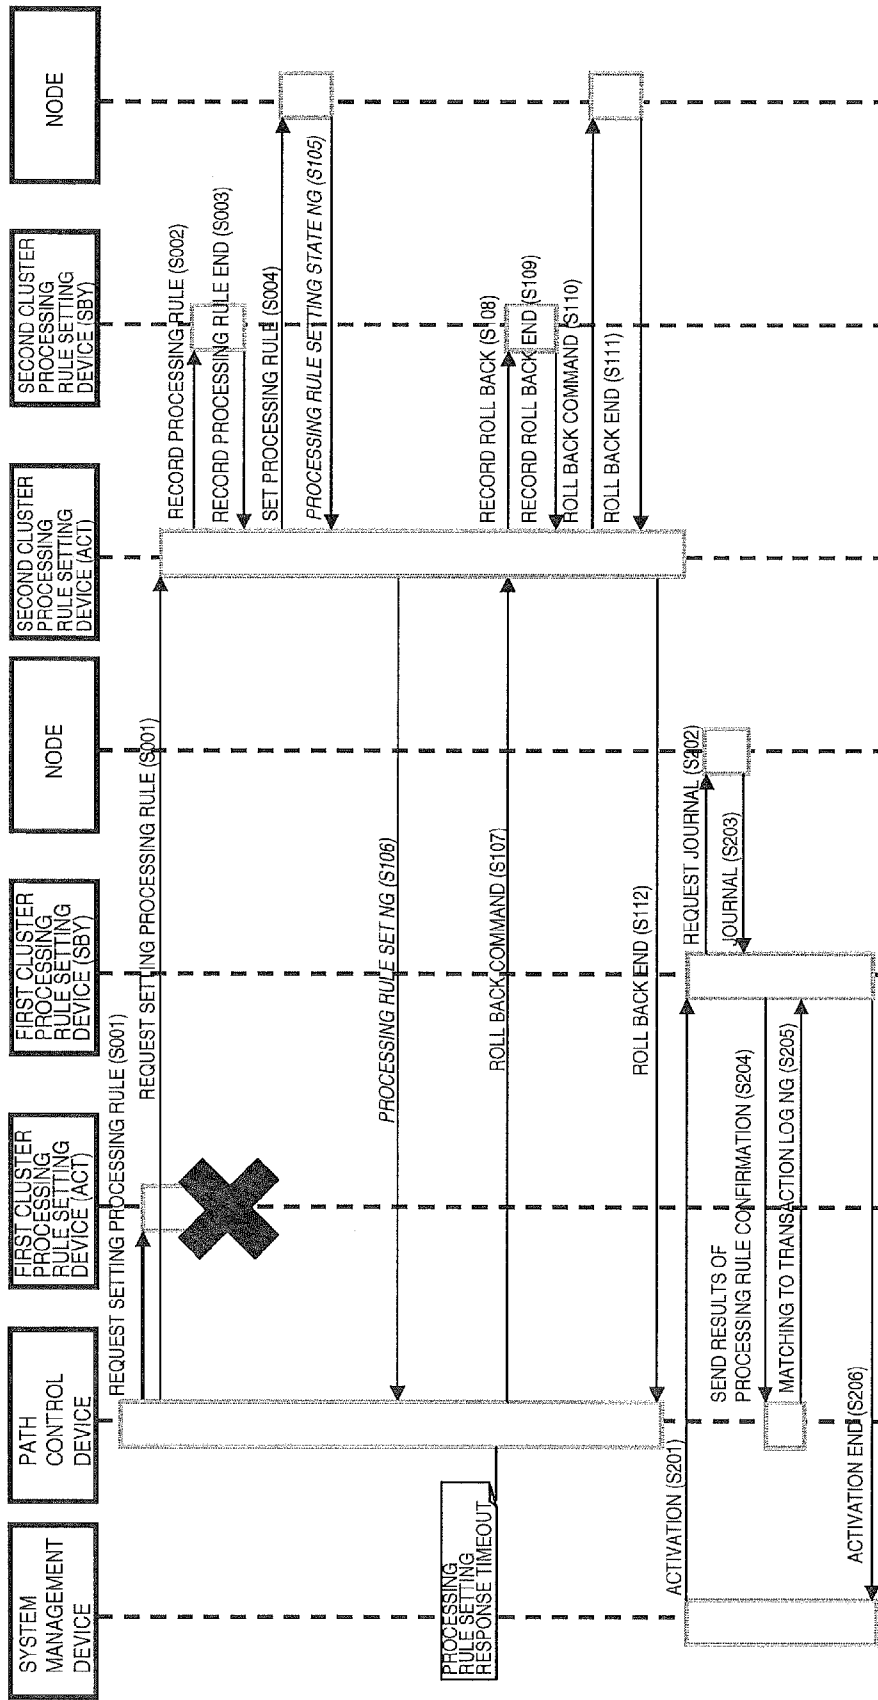 SYSTEM
MANAGEMENT
DEVICE
PATH
CONTROL
DEVICE
FIRST CLUSTER
PROCESSING
RULE SETTING
DEVICE (ACT)
FIRST CLUSTER
PROCESSING
RULE SETTING
DEVICE (SBY)
NODE
SECOND CLUSTER
PROCESSING
RULE SETTING
DEVICE (ACT)
SECOND CLUSTER
PROCESSING
RULE SETTING
DEVICE (SBY)
NODE
REQUEST SETTING PROCESSING RULE (S001)
REQUEST SETTING PROCESSING RULE (S001)
RECORD PROCESSING RULE (S002)
RECORD PROCESSING RULE END (S003)
SET PROCESSING RULE (S004)
PROCESSING RULE SETTING STATE NG (S105)
PROCESSING RULE SET NG (S106)
PROCESSING
RULE SETTING
RESPONSE TIMEOUT
ROLL BACK COMMAND (S107)
RECORD ROLL BACK (S108)
RECORD ROLL BACK END (S109)
ROLL BACK COMMAND (S110)
ROLL BACK END (S111)
ROLL BACK END (S112)
ACTIVATION (S201)
REQUEST JOURNAL (S202)
JOURNAL (S203)
SEND RESULTS OF
PROCESSING RULE CONFIRMATION (S204)
MATCHING TO TRANSACTION LOG NG (S205)
ACTIVATION END (S206)